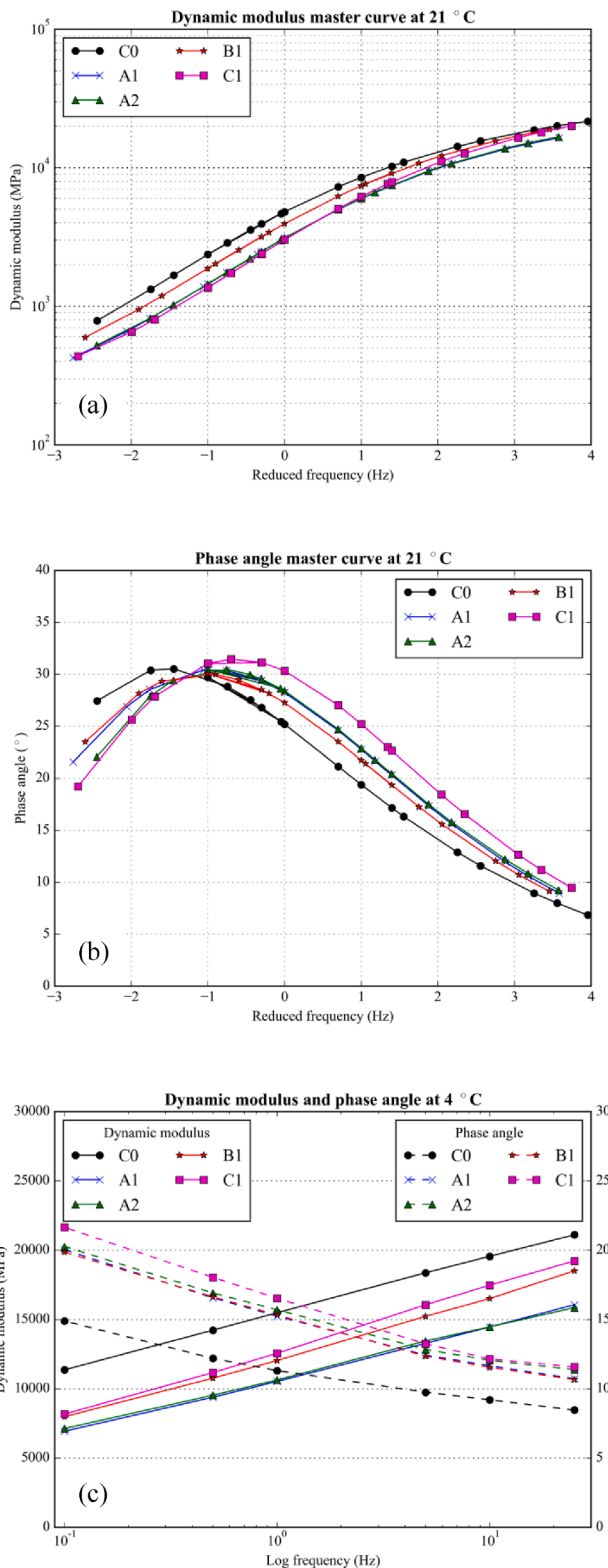 Dynamic modulus master curve at 21 °C
10^5
C0 B1
A1 C1
A2
10^4
Dynamic modulus (MPa)
10^3
(a)
10^2
−3 −2 −1 0 1 2 3 4
Reduced frequency (Hz)
Phase angle master curve at 21 °C
40
C0 B1
35
A1 C1
A2
30
25
Phase angle (°)
20
15
10
5
(b)
0
−3 −2 −1 0 1 2 3 4
Reduced frequency (Hz)
Dynamic modulus and phase angle at 4 °C
30000 30
Dynamic modulus Phase angle
C0 B1 C0 B1
A1 C1 A1 C1
A2 A2
25000 25
20000 20
Dynamic modulus
15000 15
10000 10
5000 5
(c)
0 0
10^-1 10^0 10^1
Log frequency (Hz)